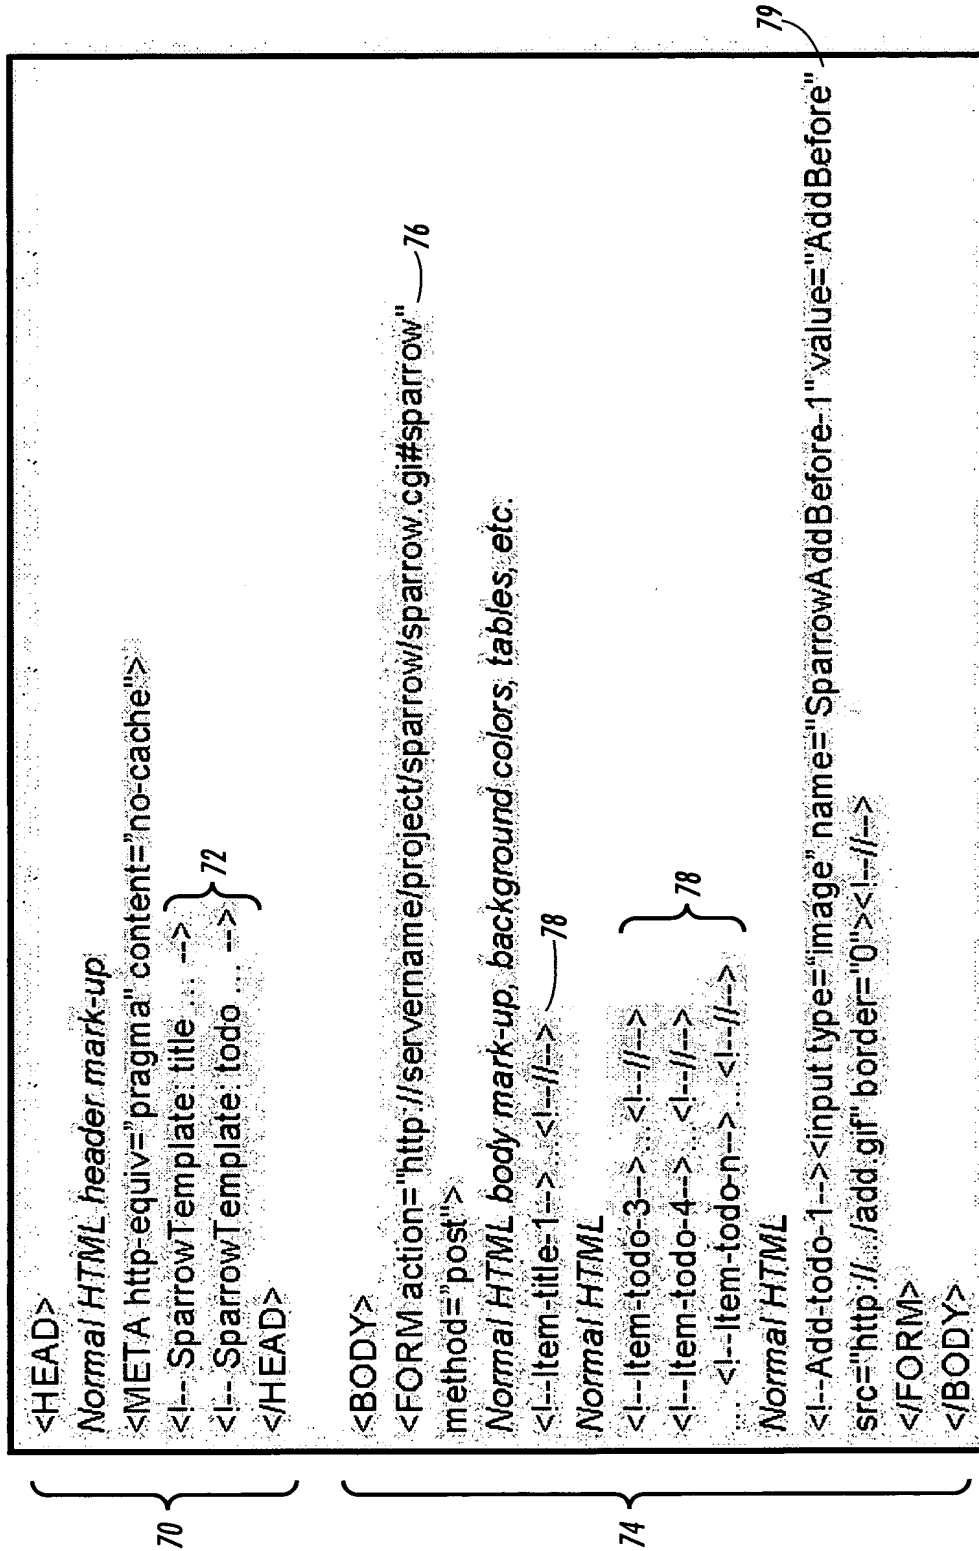 <HEAD>
Normal HTML header mark-up
<META http-equiv="pragma" content="no-cache">
<!-- SparrowTemplate: title ... -->
<!-- SparrowTemplate: todo .... -->
72
</HEAD>
70
<BODY>
<FORM action="http://servername/project/sparrow/sparrow.cgi#sparrow" 76
method="post">
Normal HTML body mark-up, background colors, tables, etc.
<!--Item-title-1-->...<!--//--> 78
Normal HTML
<!--Item-todo-3-->...<!--//-->
<!--Item-todo-4-->...<!--//-->
.... <!--Item-todo-n-->....<!--//-->
78
Normal HTML
<!--Add-todo-1--><input type="image" name="SparrowAddBefore-1" value="AddBefore" 79
src="http://..../add.gif" border="0"><!--//-->
</FORM>
</BODY>
74